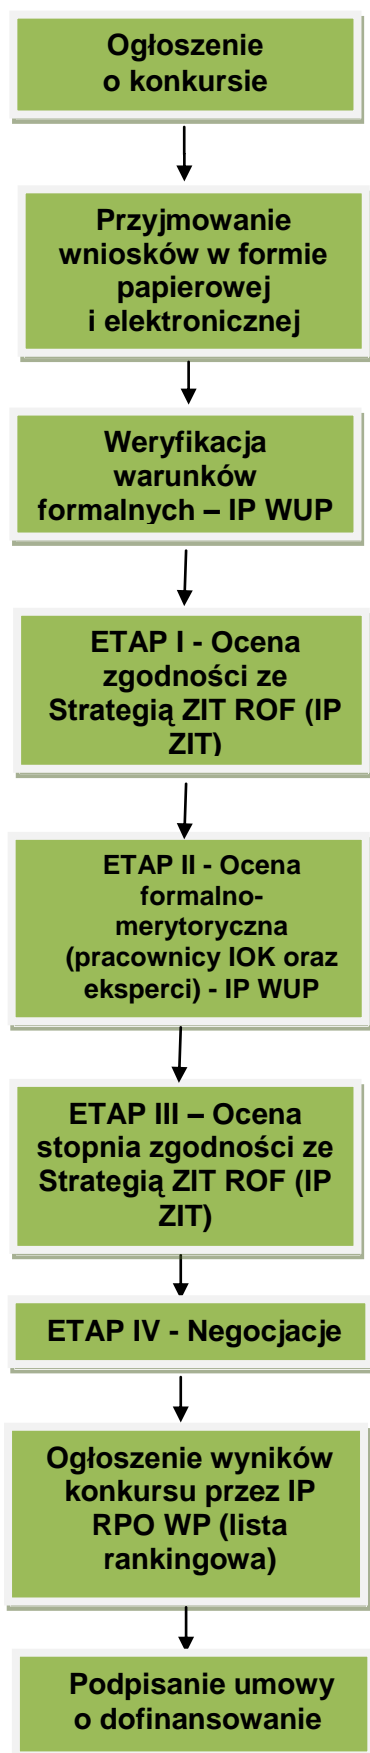 Ogłoszenie
o konkursie
Przyjmowanie
wniosków w formie
papierowej
i elektronicznej
Weryfikacja
warunków
formalnych – IP WUP
ETAP I - Ocena
zgodności ze
Strategią ZIT ROF (IP
ZIT)
ETAP II - Ocena
formalno-
merytoryczna
(pracownicy IOK oraz
eksperci) - IP WUP
ETAP III – Ocena
stopnia zgodności ze
Strategią ZIT ROF (IP
ZIT)
ETAP IV - Negocjacje
Ogłoszenie wyników
konkursu przez IP
RPO WP (lista
rankingowa)
Podpisanie umowy
o dofinansowanie